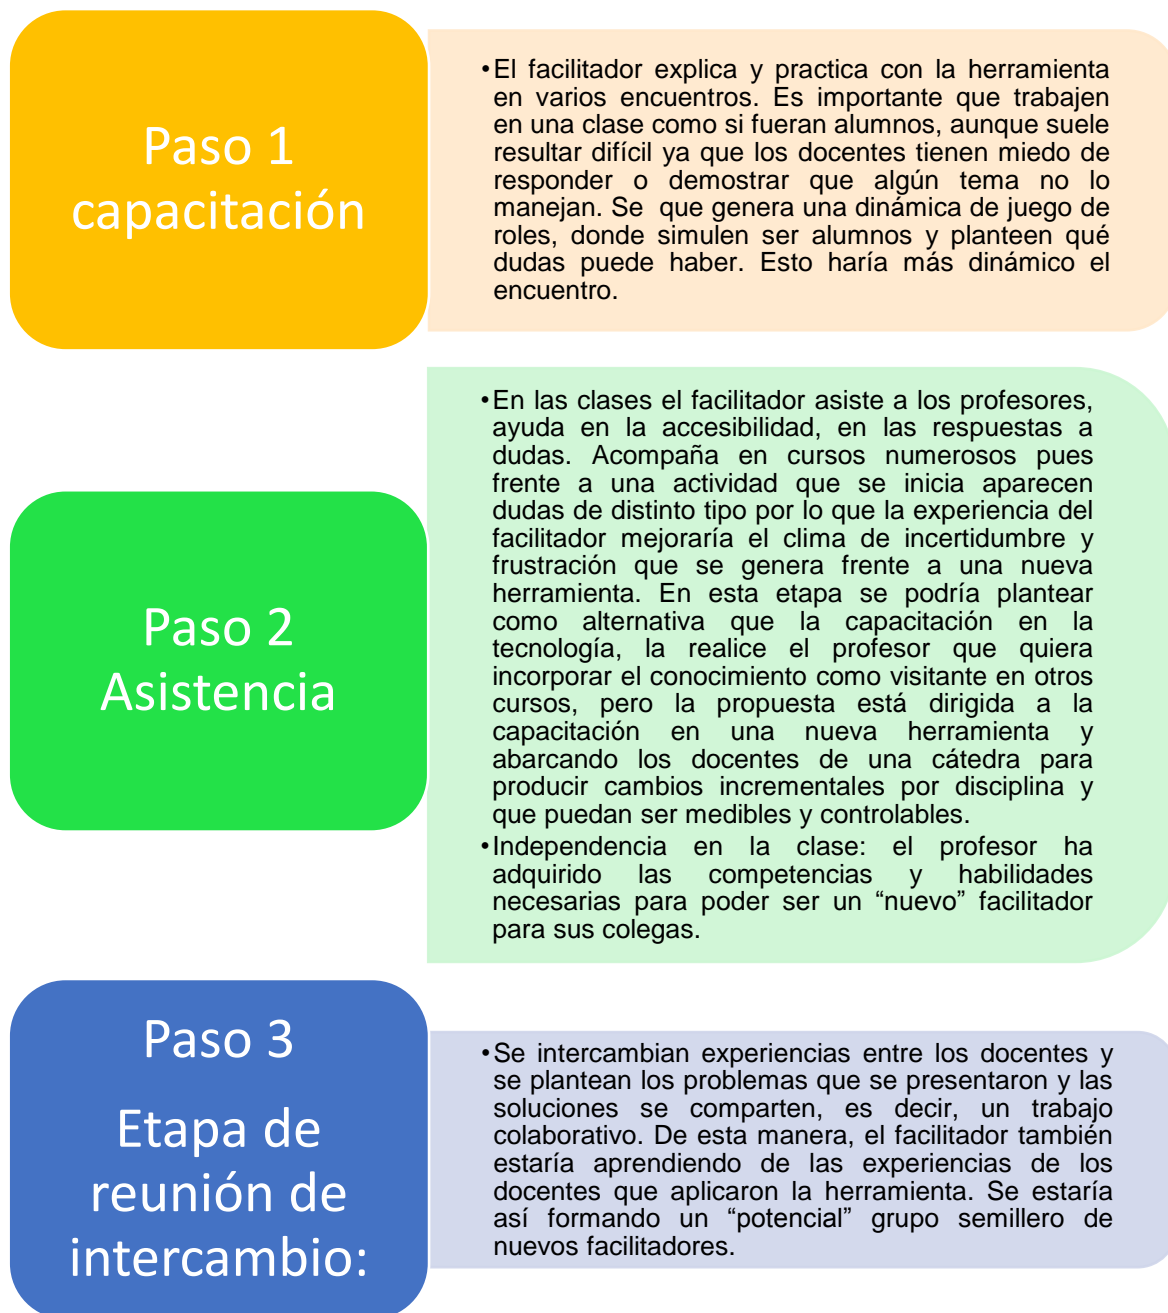 Paso 1
capacitación
•El facilitador explica y practica con la herramienta
en varios encuentros. Es importante que trabajen
en una clase como si fueran alumnos, aunque suele
resultar difícil ya que los docentes tienen miedo de
responder o demostrar que algún tema no lo
manejan. Se que genera una dinámica de juego de
roles, donde simulen ser alumnos y planteen qué
dudas puede haber. Esto haría más dinámico el
encuentro.
Paso 2
Asistencia
•En las clases el facilitador asiste a los profesores,
ayuda en la accesibilidad, en las respuestas a
dudas. Acompaña en cursos numerosos pues
frente a una actividad que se inicia aparecen
dudas de distinto tipo por lo que la experiencia del
facilitador mejoraría el clima de incertidumbre y
frustración que se genera frente a una nueva
herramienta. En esta etapa se podría plantear
como alternativa que la capacitación en la
tecnología, la realice el profesor que quiera
incorporar el conocimiento como visitante en otros
cursos, pero la propuesta está dirigida a la
capacitación en una nueva herramienta y
abarcando los docentes de una cátedra para
producir cambios incrementales por disciplina y
que puedan ser medibles y controlables.
•Independencia en la clase: el profesor ha
adquirido las competencias y habilidades
necesarias para poder ser un “nuevo” facilitador
para sus colegas.
Paso 3
Etapa de
reunión de
intercambio:
•Se intercambian experiencias entre los docentes y
se plantean los problemas que se presentaron y las
soluciones se comparten, es decir, un trabajo
colaborativo. De esta manera, el facilitador también
estaría aprendiendo de las experiencias de los
docentes que aplicaron la herramienta. Se estaría
así formando un “potencial” grupo semillero de
nuevos facilitadores.